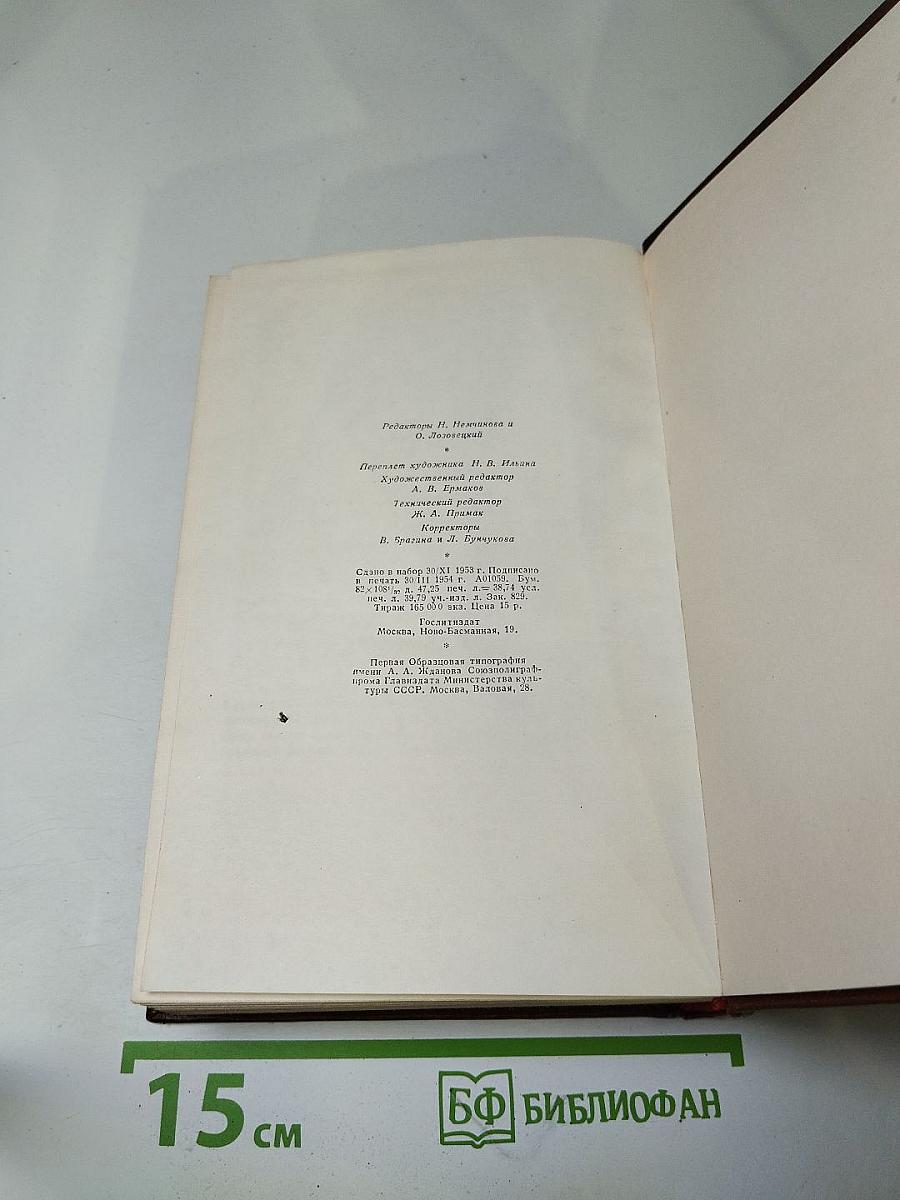 Редакторы Н. Немчинова и
О. Лозовецкий
*
Переплет художника Н. В. Ильина
Художественный редактор
А. В. Ермаков
Технический редактор
Ж. А. Примак
Корректоры
В. Брагина и Л. Бунчукова
*
Сдано в набор 30/XI 1953 г. Подписано
в печать 30/III 1954 г. А01059. Бум.
82×108¹/₃₂ д. 47,25 печ. л.= 38,74 усл.
печ. л. 39,79 уч.-изд. л. Зак. 829.
Тираж 165 000 экз. Цена 15 р.
Гослитиздат
Москва, Ново-Басманная, 19.
*
Первая Образцовая типография
имени А. А. Жданова Союзполиграф-
прома Главиздата Министерства куль-
туры СССР. Москва, Валовая, 28.
15 см
БФ БИБЛИОФАН